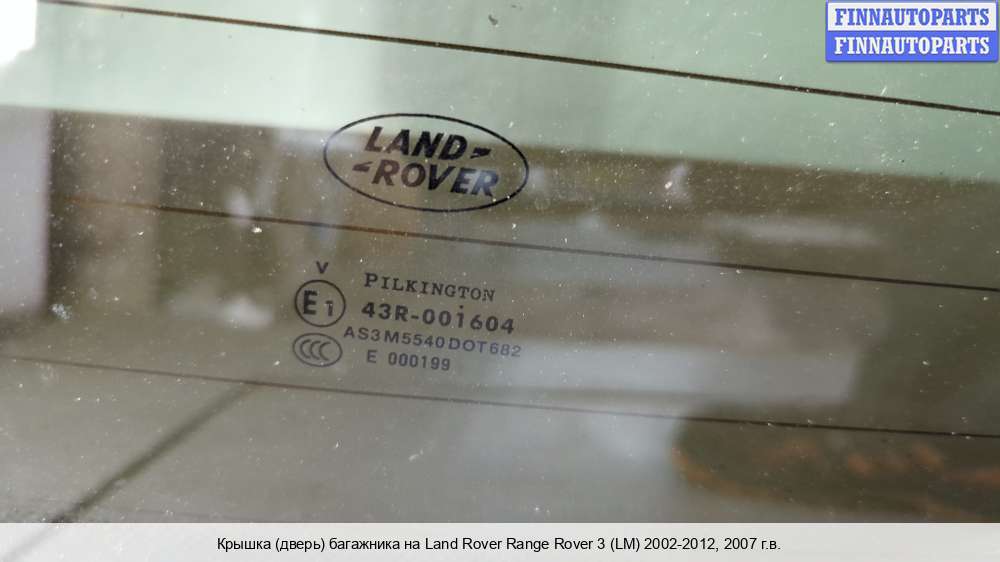 FINNAUTOPARTS
FINNAUTOPARTS
LAND
ROVER
V
PILKINGTON
E1
43R-001604
AS3 M5540 DOT682
CCC
E 000199
Крышка (дверь) багажника на Land Rover Range Rover 3 (LM) 2002-2012, 2007 г.в.